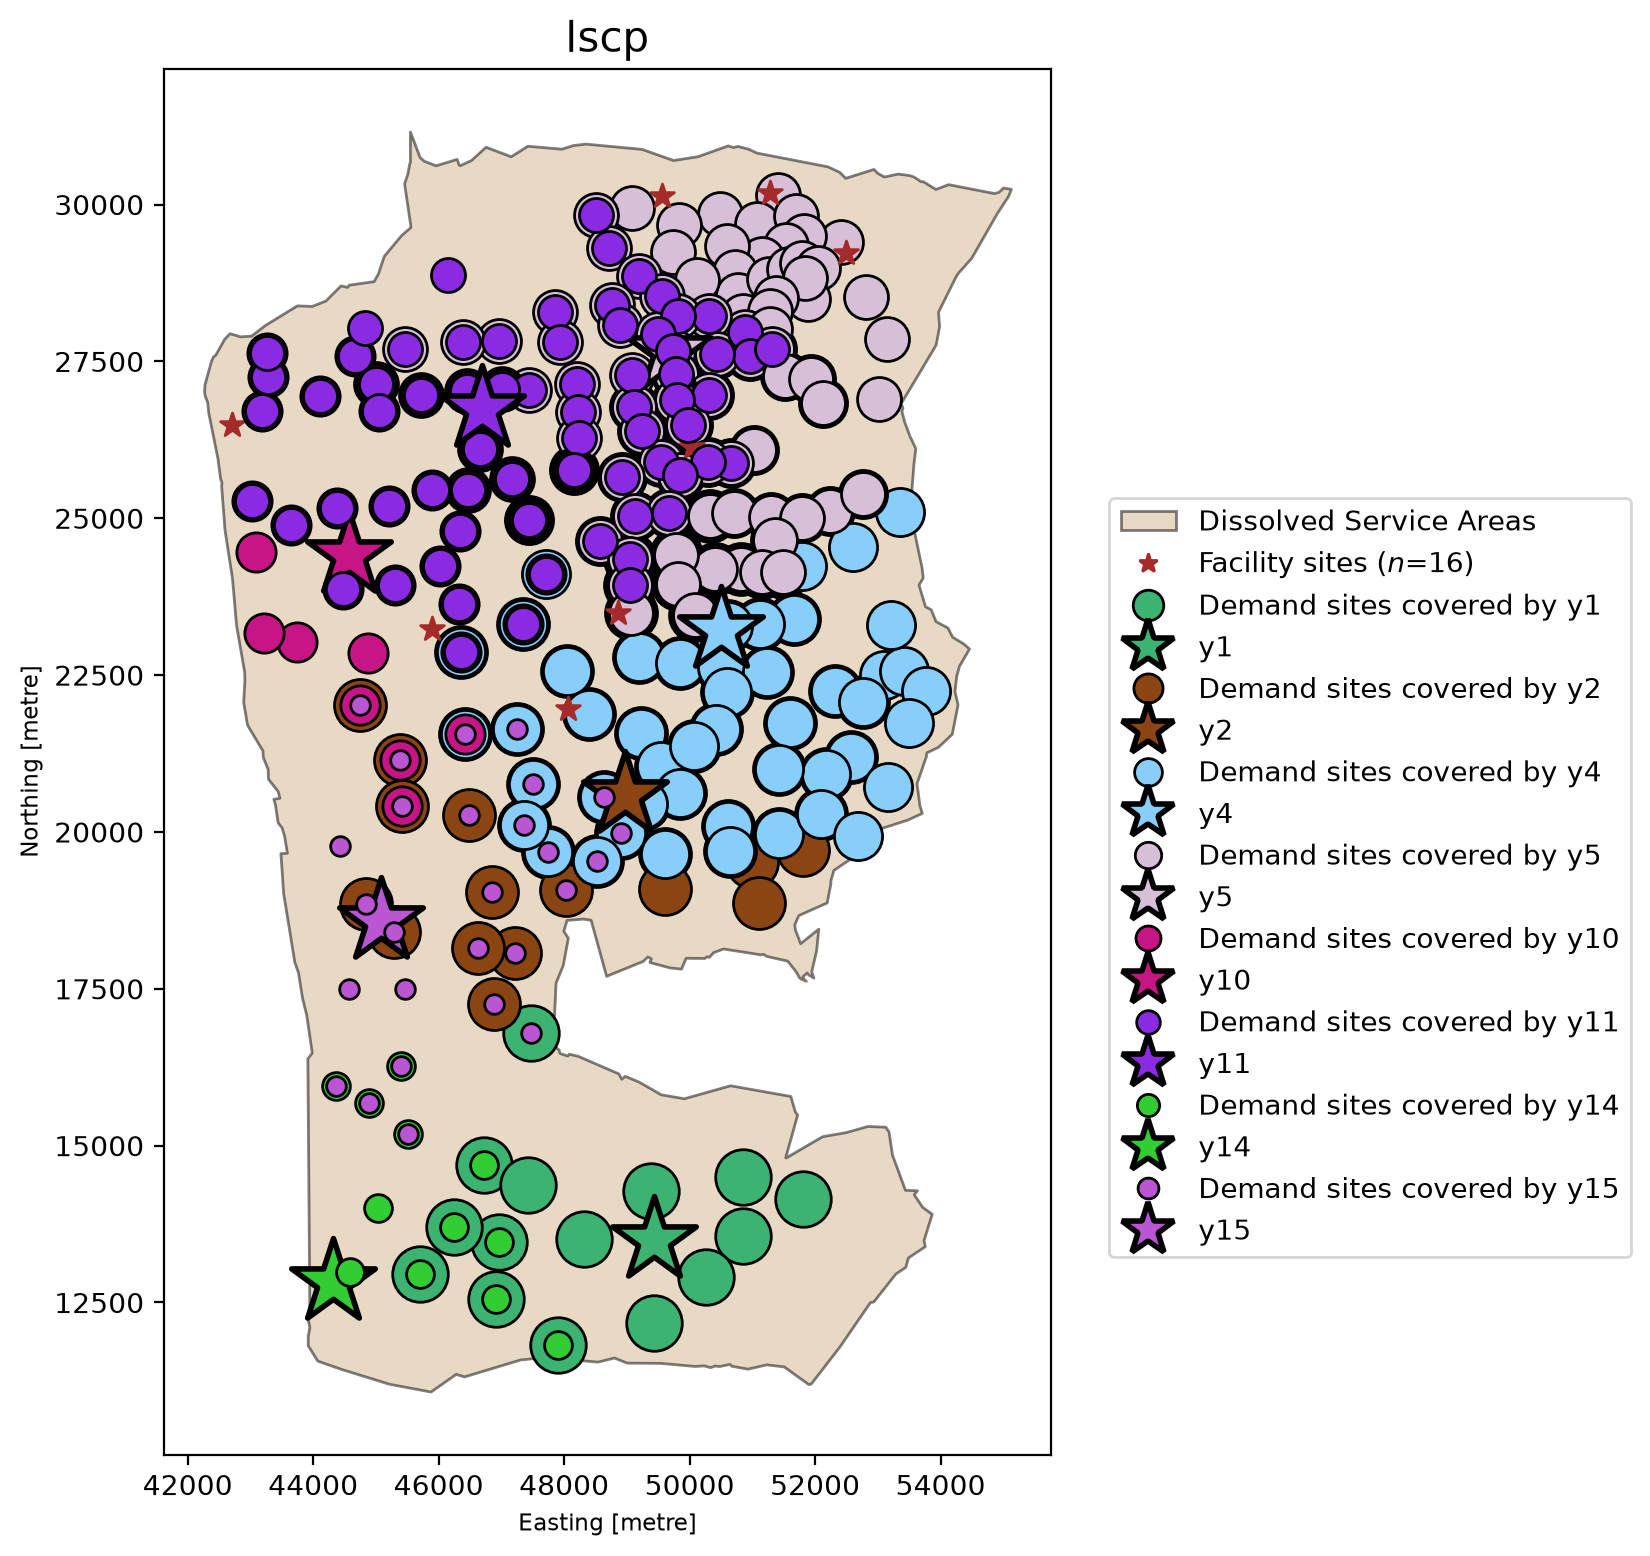 lscp
30000
27500
25000
22500
20000
17500
15000
12500
Northing [metre]
42000 44000 46000 48000 50000 52000 54000
Easting [metre]
Dissolved Service Areas
Facility sites (n=16)
Demand sites covered by y1
y1
Demand sites covered by y2
y2
Demand sites covered by y4
y4
Demand sites covered by y5
y5
Demand sites covered by y10
y10
Demand sites covered by y11
y11
Demand sites covered by y14
y14
Demand sites covered by y15
y15